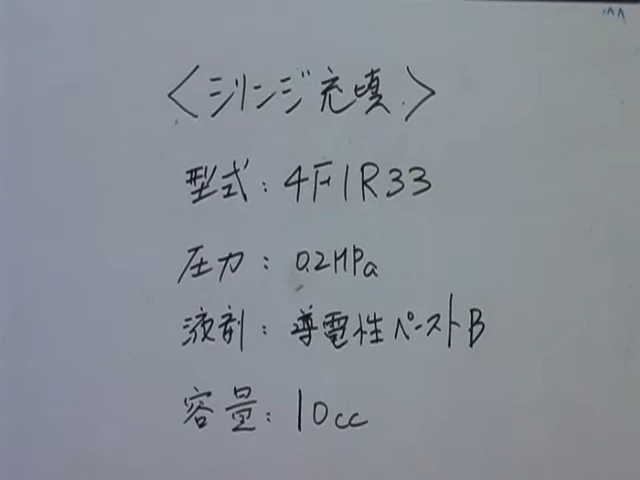 〈シリンジ充填〉
型式：4F1R33
圧力：0.2MPa
液剤：導電性ペーストB
容量：10cc